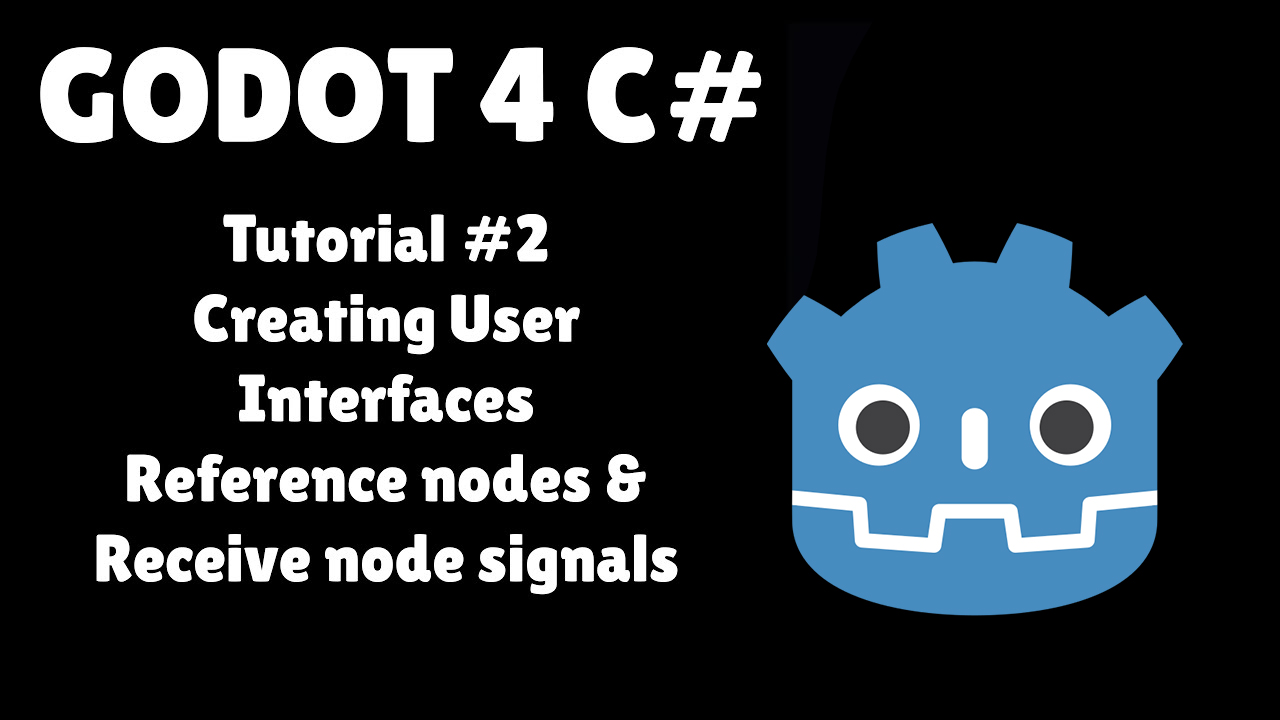 GODOT 4 C#
Tutorial #2
Creating User
Interfaces
Reference nodes &
Receive node signals